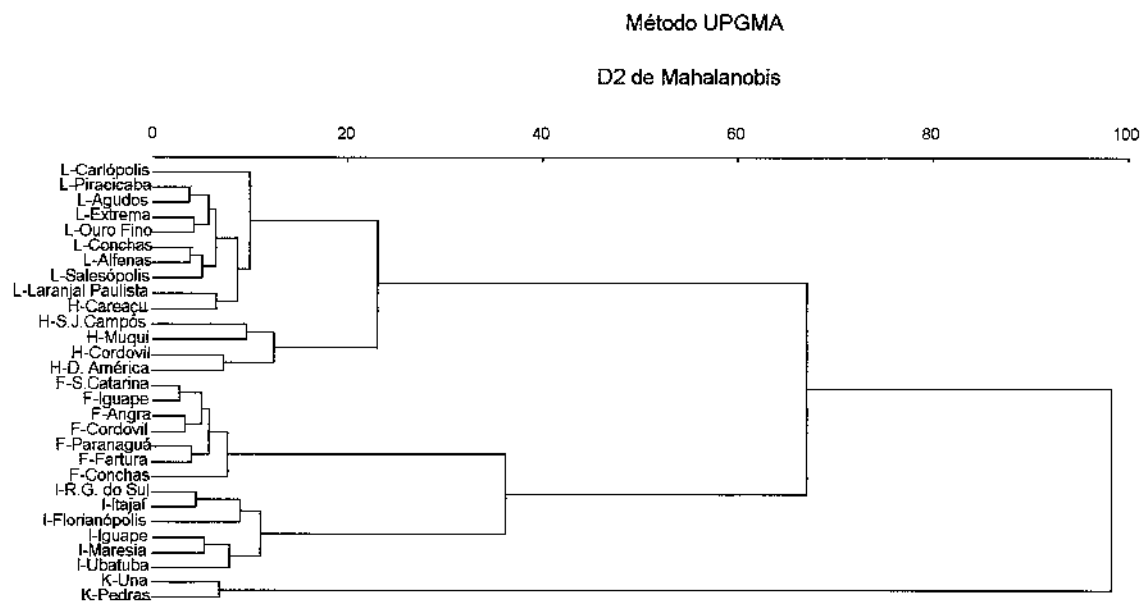 Método UPGMA
D2 de Mahalanobis
0 20 40 60 80 100
L-Carlópolis
L-Piracicaba
L-Agudos
L-Extrema
L-Ouro Fino
L-Conchas
L-Alfenas
L-Salesópolis
L-Laranjal Paulista
H-Careaçu
H-S.J.Campos
H-Muqui
H-Cordovil
H-D. América
F-S.Catarina
F-Iguape
F-Angra
F-Cordovil
F-Paranaguá
F-Fartura
F-Conchas
I-R.G. do Sul
I-Itajaí
I-Florianópolis
I-Iguape
I-Maresia
I-Ubatuba
K-Una
K-Pedras